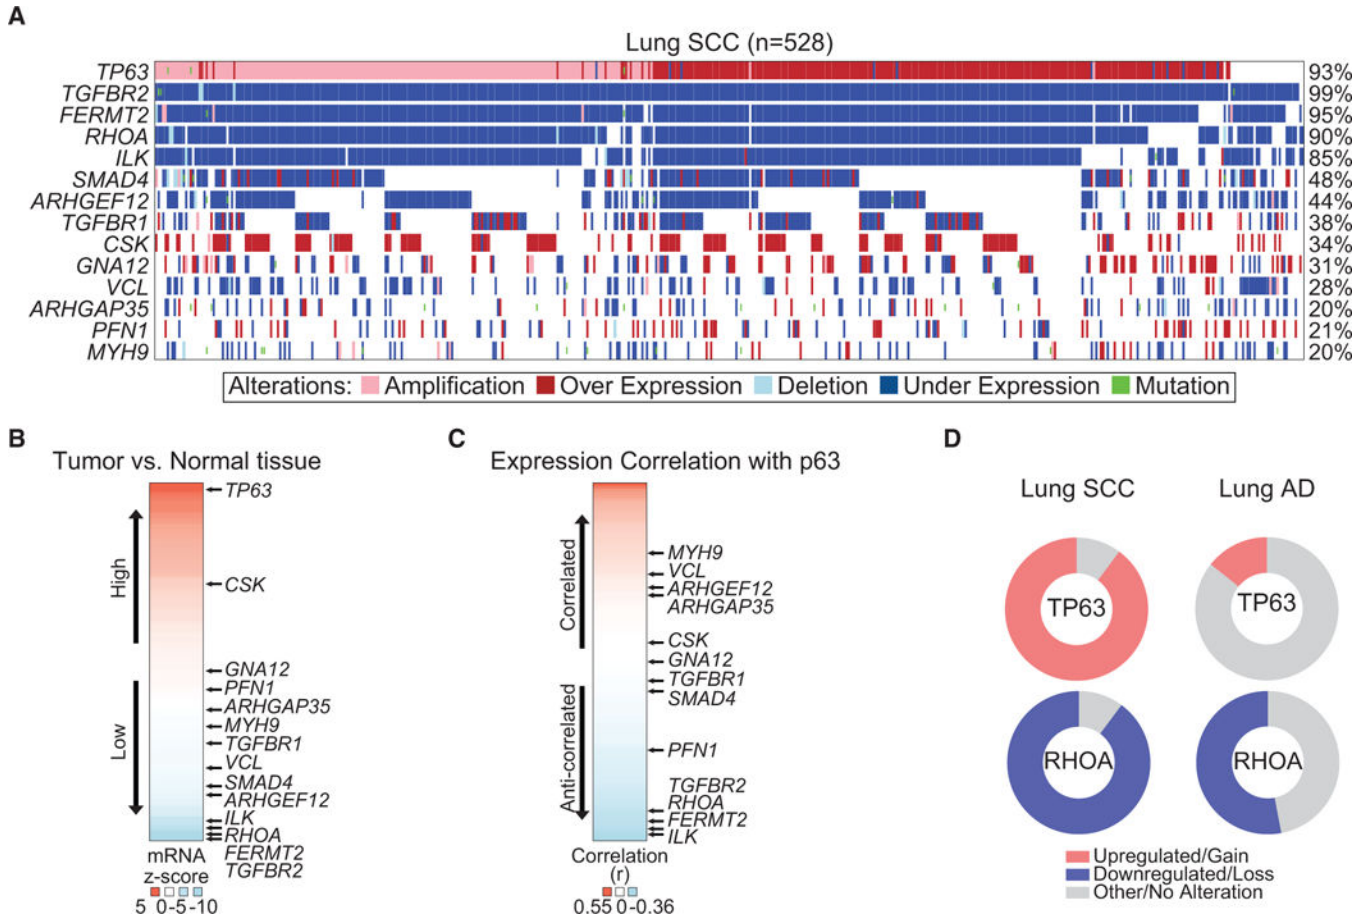 A
Lung SCC (n=528)
TP63 93%
TGFBR2 99%
FERMT2 95%
RHOA 90%
ILK 85%
SMAD4 48%
ARHGEF12 44%
TGFBR1 38%
CSK 34%
GNA12 31%
VCL 28%
ARHGAP35 20%
PFN1 21%
MYH9 20%
Alterations: Amplification Over Expression Deletion Under Expression Mutation
B
Tumor vs. Normal tissue
High
Low
TP63
CSK
GNA12
PFN1
ARHGAP35
MYH9
TGFBR1
VCL
SMAD4
ARHGEF12
ILK
RHOA
FERMT2
TGFBR2
mRNA
z-score
5 0 -5 -10
C
Expression Correlation with p63
Correlated
Anti-correlated
MYH9
VCL
ARHGEF12
ARHGAP35
CSK
GNA12
TGFBR1
SMAD4
PFN1
TGFBR2
RHOA
FERMT2
ILK
Correlation
(r)
0.55 0 -0.36
D
Lung SCC Lung AD
TP63 TP63
RHOA RHOA
Upregulated/Gain
Downregulated/Loss
Other/No Alteration